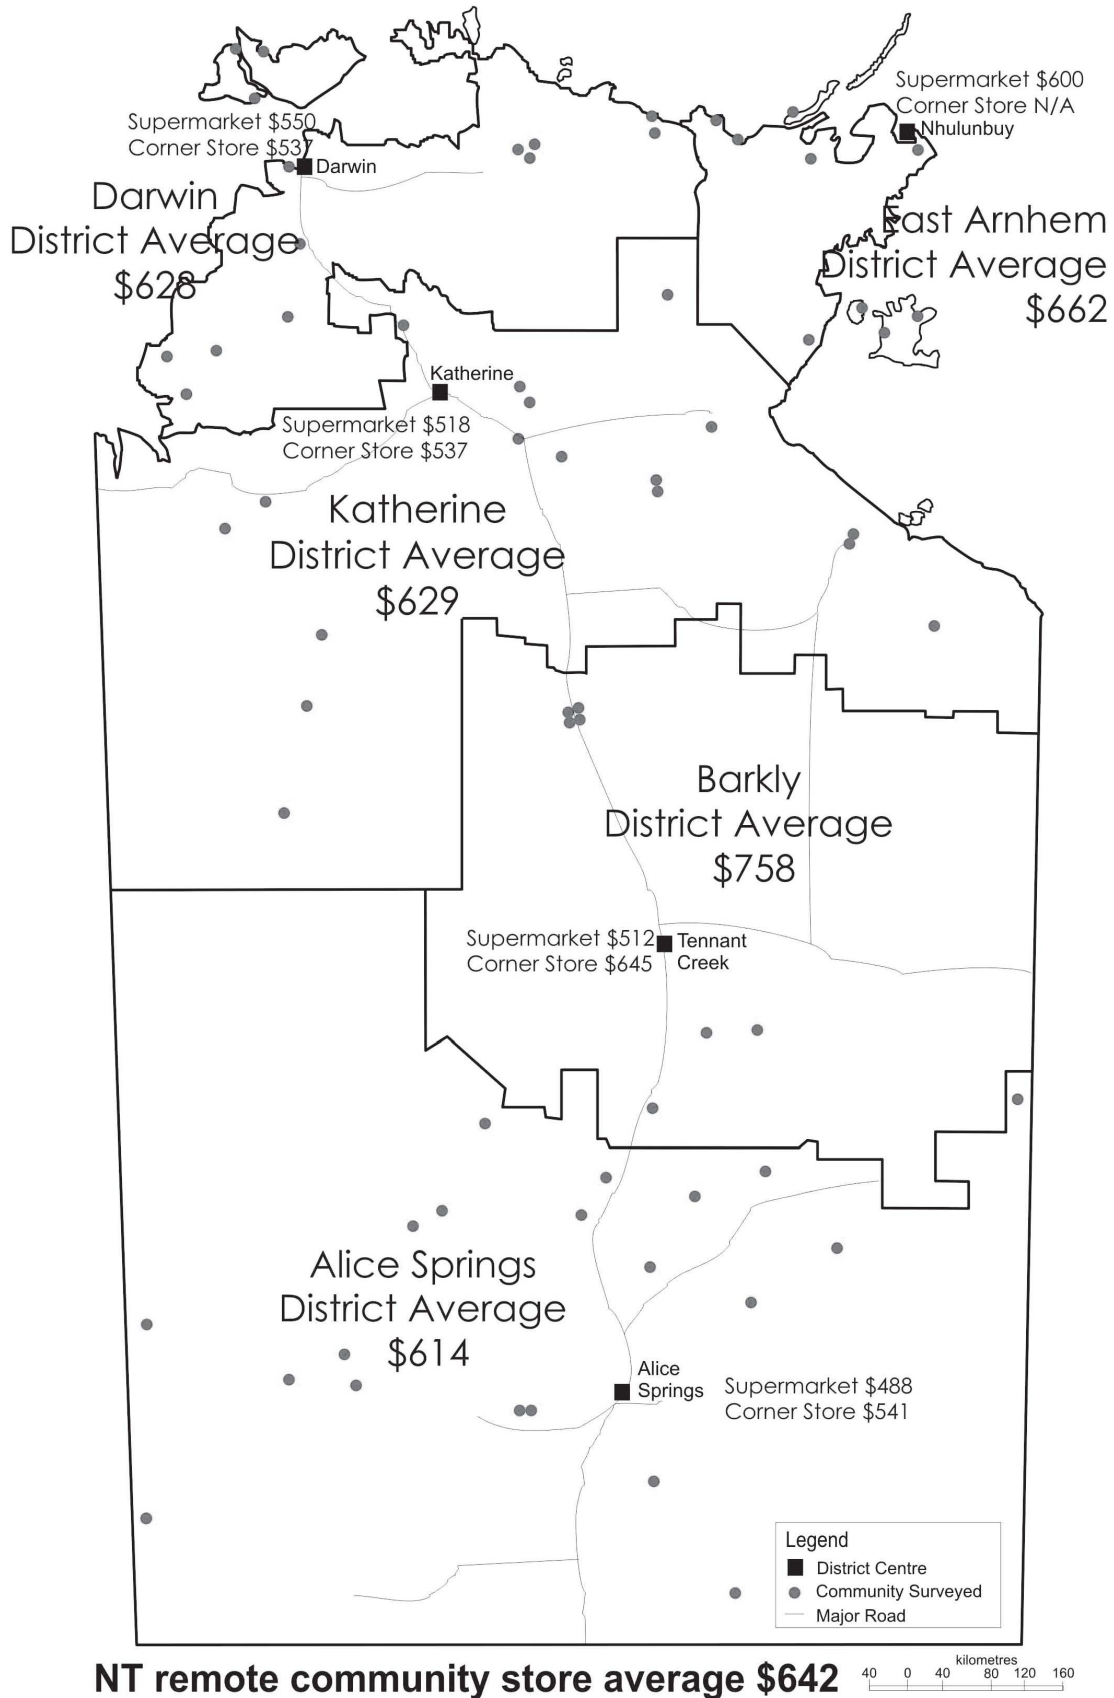 Supermarket $600
Corner Store N/A
Nhulunbuy
Supermarket $550
Corner Store $537
Darwin
Darwin
District Average
$628
East Arnhem
District Average
$662
Katherine
Supermarket $518
Corner Store $537
Katherine
District Average
$629
Barkly
District Average
$758
Supermarket $512
Corner Store $645
Tennant
Creek
Alice Springs
District Average
$614
Alice
Springs
Supermarket $488
Corner Store $541
Legend
District Centre
Community Surveyed
Major Road
NT remote community store average $642
kilometres
40 0 40 80 120 160